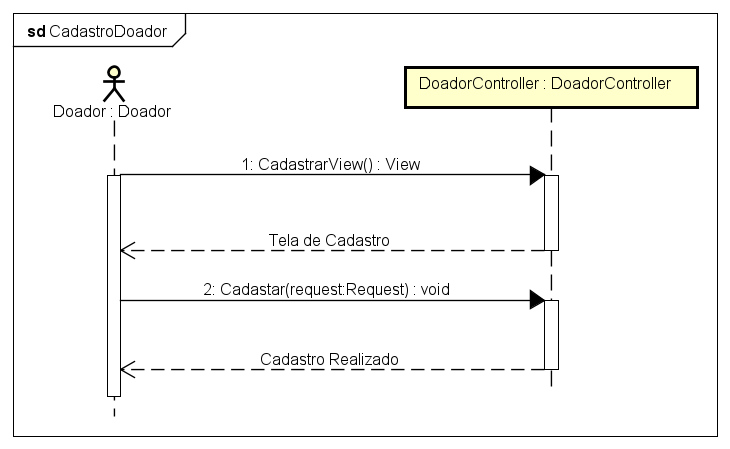 sd CadastroDoador
Doador : Doador
DoadorController : DoadorController
1: CadastrarView() : View
Tela de Cadastro
2: Cadastar(request:Request) : void
Cadastro Realizado